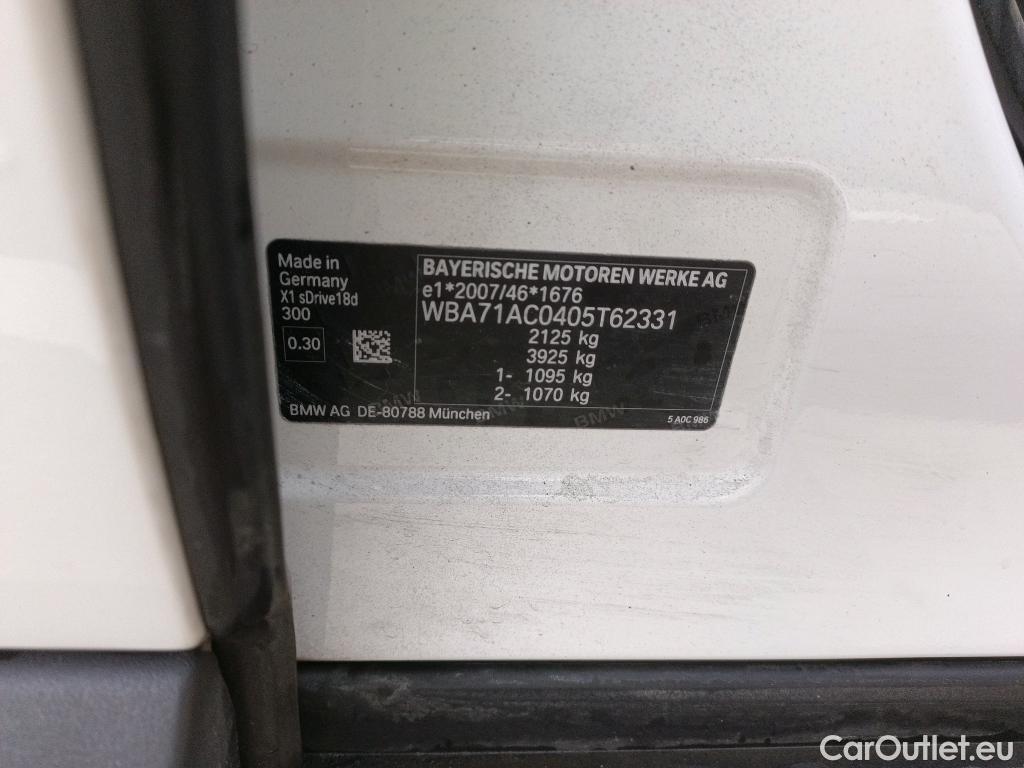 Made in
Germany
X1 sDrive18d
300
0.30
BAYERISCHE MOTOREN WERKE AG
e1*2007/46*1676
WBA71AC0405T62331
2125 kg
3925 kg
1- 1095 kg
2- 1070 kg
BMW AG DE-80788 München
5 A0C 986
CarOutlet.eu